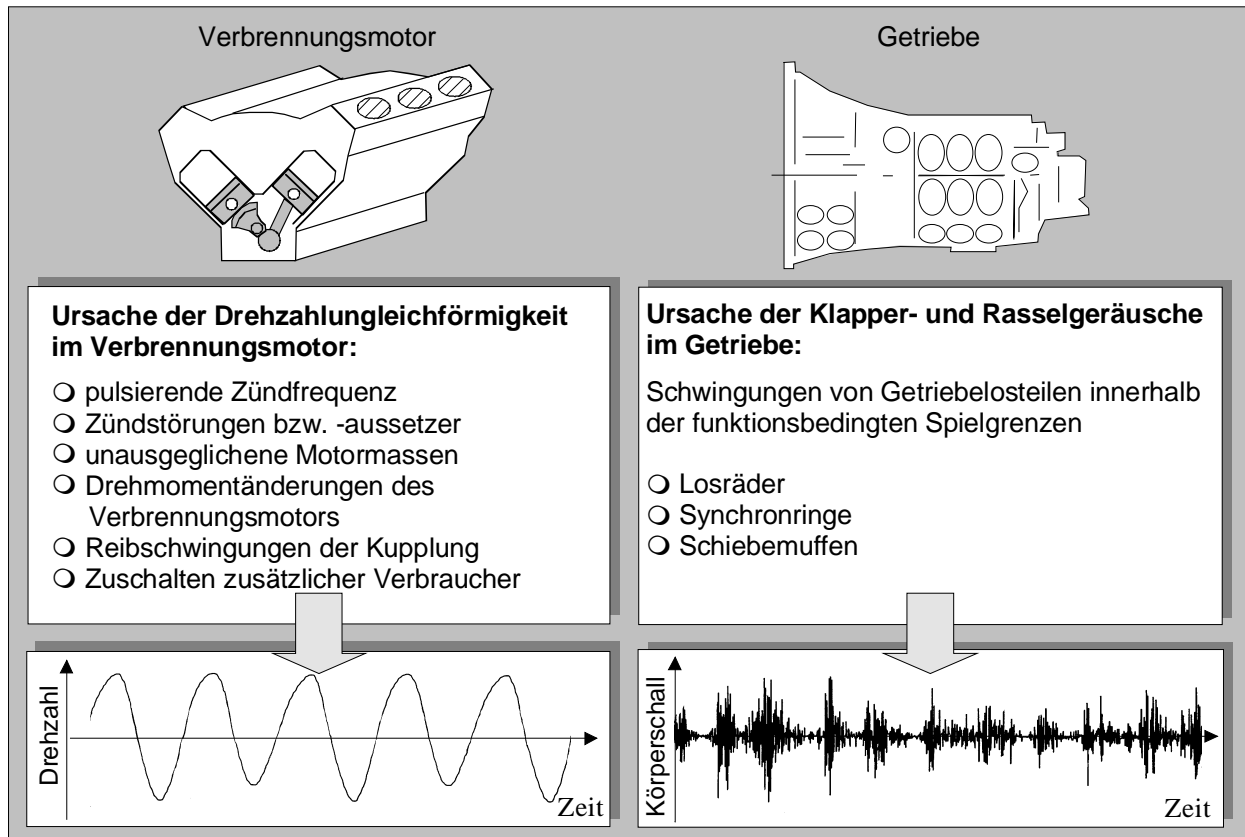 Verbrennungsmotor
Getriebe
Ursache der Drehzahlungleichförmigkeit
im Verbrennungsmotor:
❍ pulsierende Zündfrequenz
❍ Zündstörungen bzw. -aussetzer
❍ unausgeglichene Motormassen
❍ Drehmomentänderungen des
Verbrennungsmotors
❍ Reibschwingungen der Kupplung
❍ Zuschalten zusätzlicher Verbraucher
Ursache der Klapper- und Rasselgeräusche
im Getriebe:
Schwingungen von Getriebelosteilen innerhalb
der funktionsbedingten Spielgrenzen
❍ Losräder
❍ Synchronringe
❍ Schiebemuffen
Drehzahl
Zeit
Körperschall
Zeit